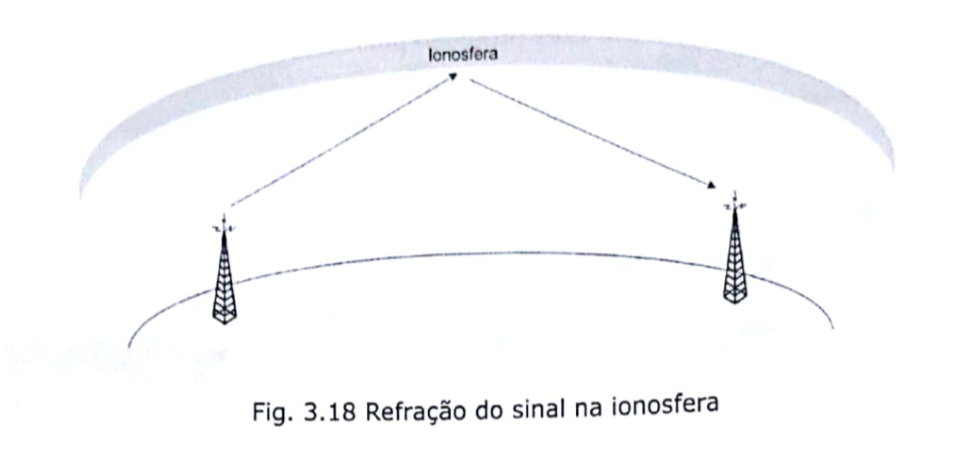 Ionosfera
Fig. 3.18 Refração do sinal na ionosfera